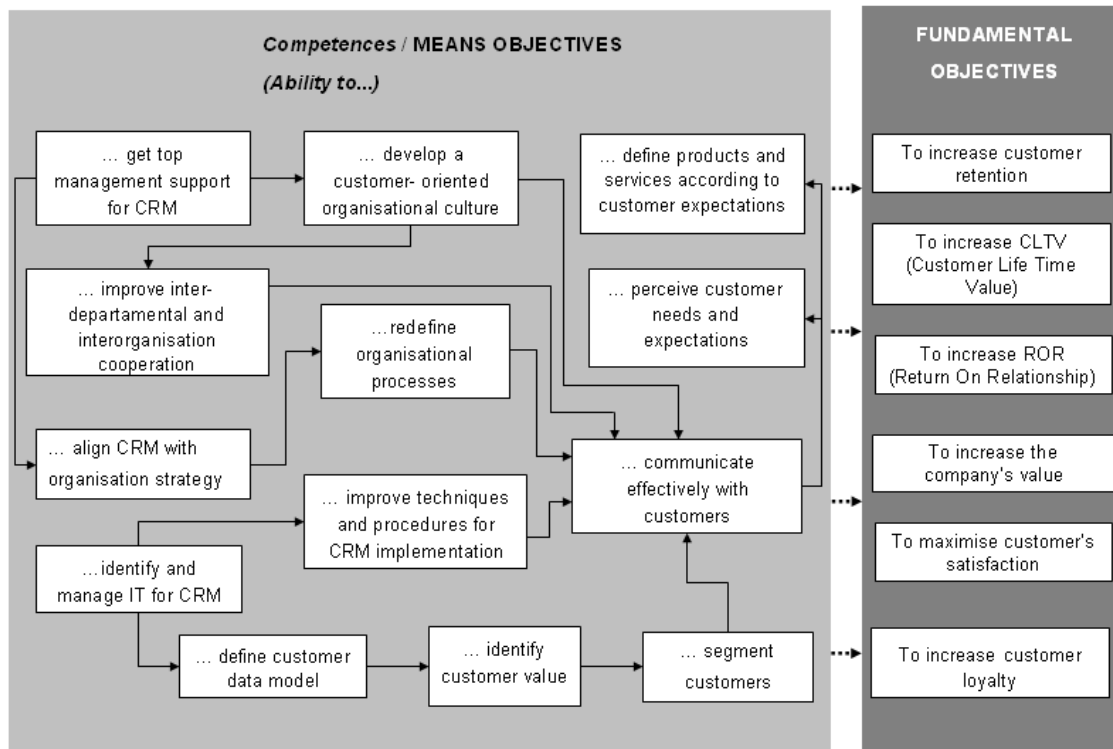 Competences / MEANS OBJECTIVES
(Ability to...)
... get top
management support
for CRM
... develop a
customer- oriented
organisational culture
... define products and
services according to
customer expectations
... improve inter-
departamental and
interorganisation
cooperation
...redefine
organisational
processes
... perceive customer
needs and
expectations
... align CRM with
organisation strategy
... improve techniques
and procedures for
CRM implementation
... communicate
effectively with
customers
...identify and
manage IT for CRM
... define customer
data model
... identify
customer value
... segment
customers
FUNDAMENTAL
OBJECTIVES
To increase customer
retention
To increase CLTV
(Customer Life Time
Value)
To increase ROR
(Return On Relationship)
To increase the
company's value
To maximise customer's
satisfaction
To increase customer
loyalty